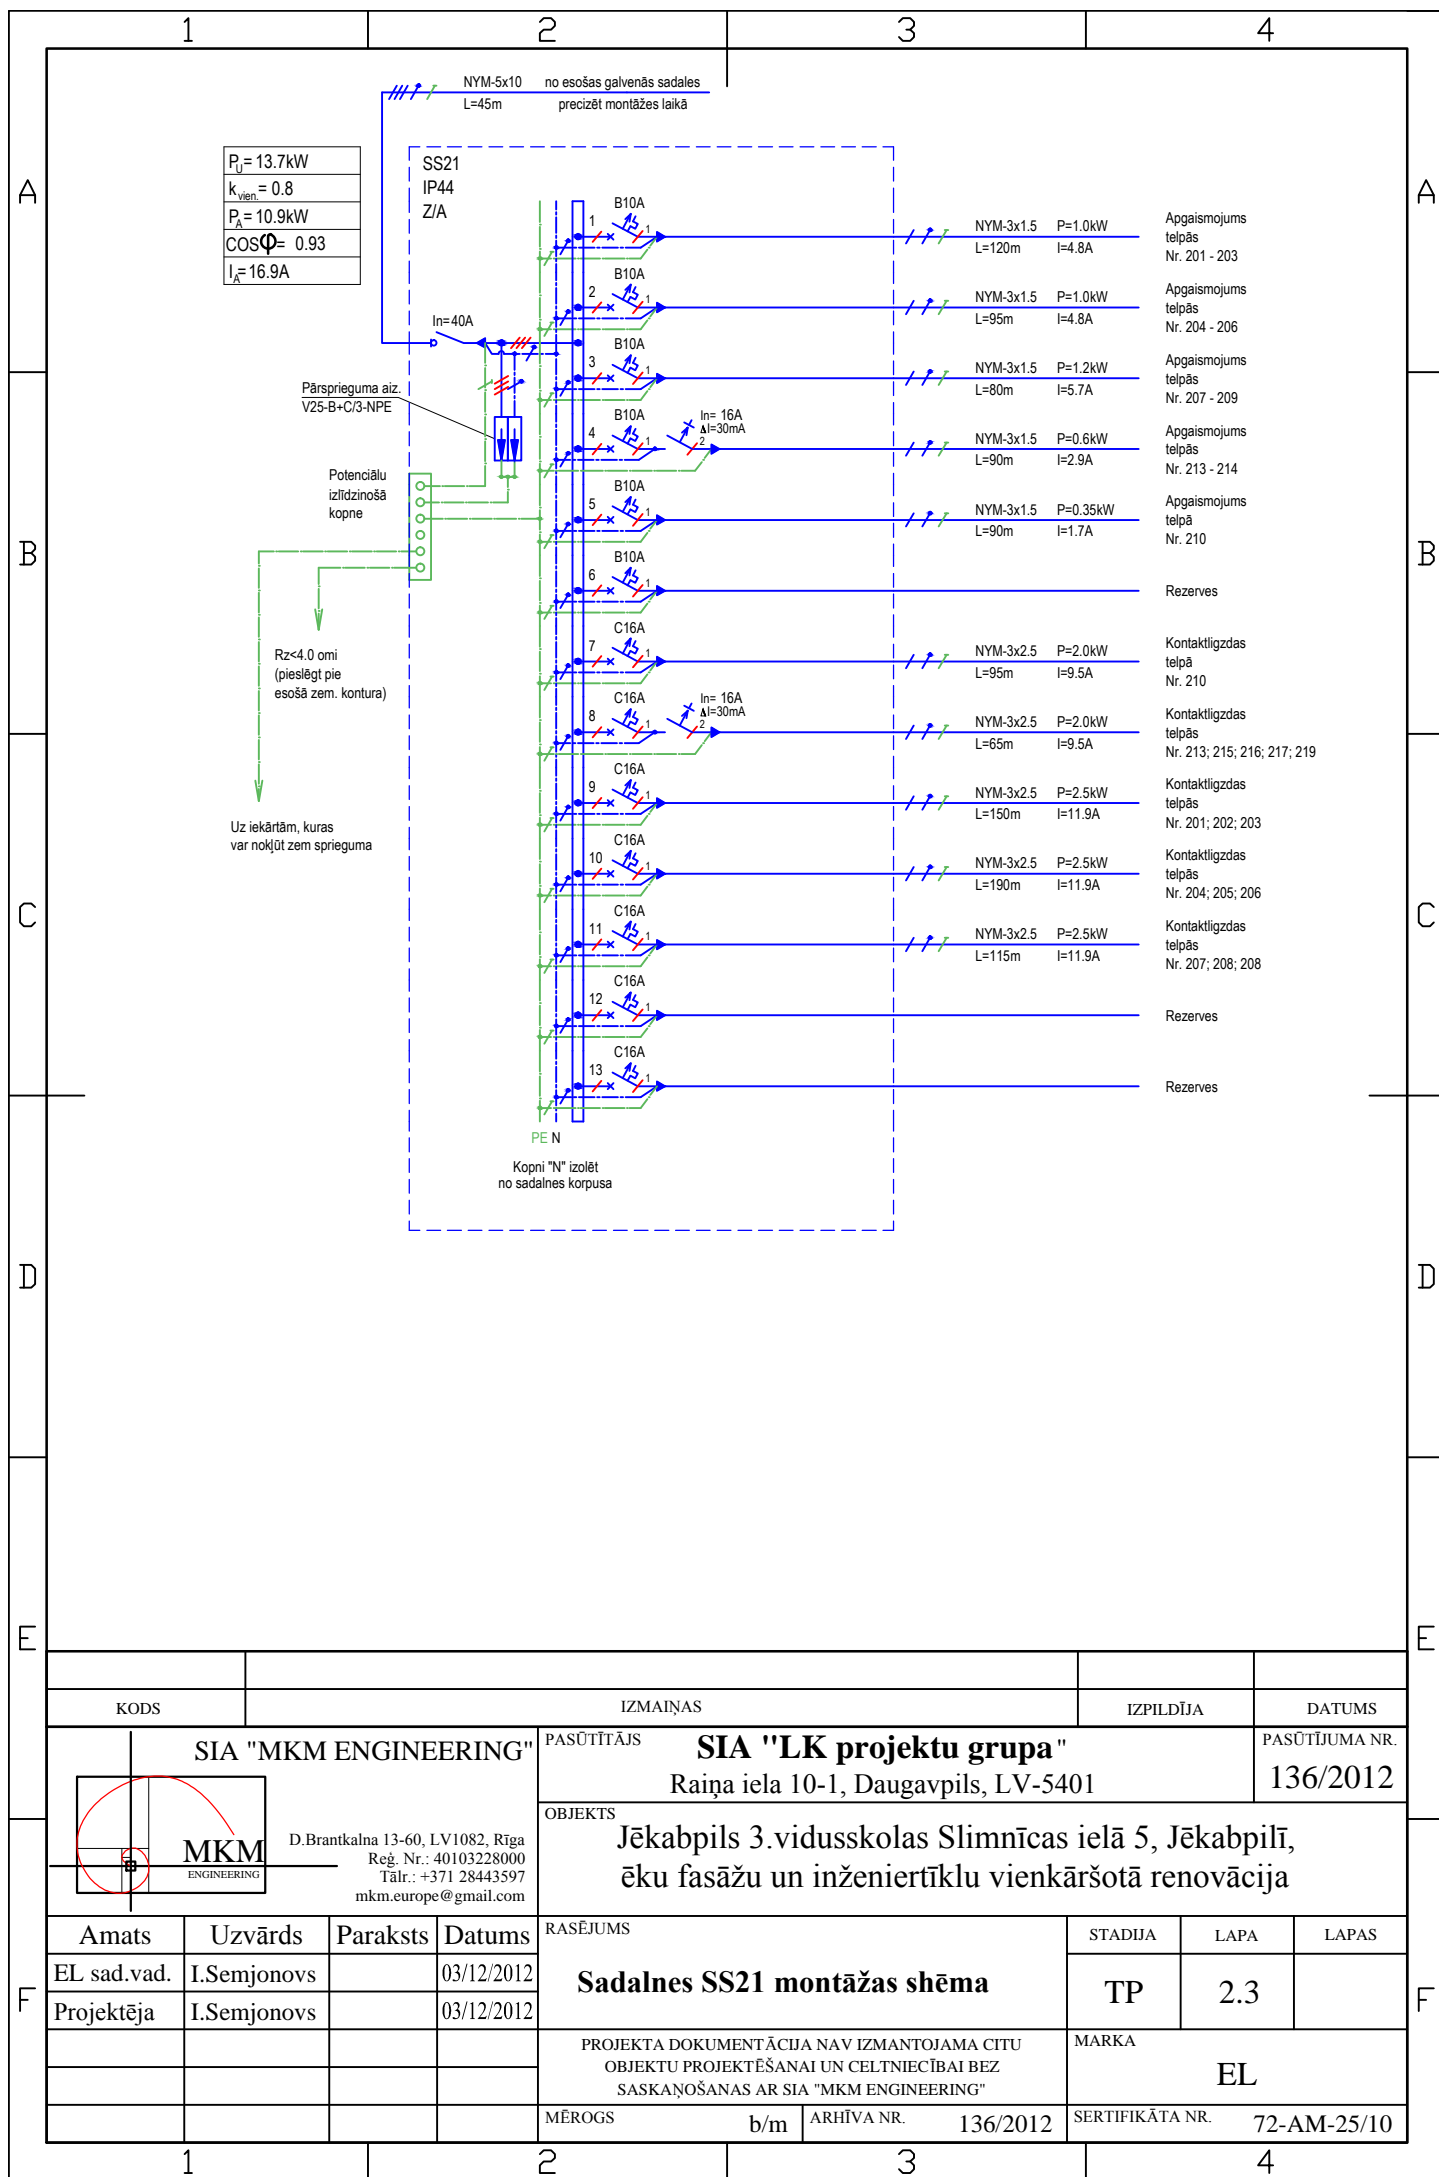 1 2 3 4
NYM-5x10 no esošas galvenās sadales
L=45m precizēt montāžes laikā
A A
PU= 13.7kW
kvien.= 0.8
PA= 10.9kW
COSφ= 0.93
IA=16.9A
SS21
IP44
Z/A
In=40A
Pārsprieguma aiz.
V25-B+C/3-NPE
Potenciālu
izlīdzinošā
kopne
Rz<4.0 omi
(pieslēgt pie
esošā zem. kontura)
Uz iekārtām, kuras
var nokļūt zem sprieguma
B10A
1 1 NYM-3x1.5 P=1.0kW
L=120m I=4.8A
Apgaismojums
telpās
Nr. 201 - 203
B10A
2 1 NYM-3x1.5 P=1.0kW
L=95m I=4.8A
Apgaismojums
telpās
Nr. 204 - 206
B10A
3 1 NYM-3x1.5 P=1.2kW
L=80m I=5.7A
Apgaismojums
telpās
Nr. 207 - 209
B10A In= 16A
ΔI=30mA
4 1 2 NYM-3x1.5 P=0.6kW
L=90m I=2.9A
Apgaismojums
telpās
Nr. 213 - 214
B10A
5 1 NYM-3x1.5 P=0.35kW
L=90m I=1.7A
Apgaismojums
telpā
Nr. 210
B B
B10A
6 1 Rezerves
C16A
7 1 NYM-3x2.5 P=2.0kW
L=95m I=9.5A
Kontaktligzdas
telpā
Nr. 210
C16A In= 16A
ΔI=30mA
8 1 2 NYM-3x2.5 P=2.0kW
L=65m I=9.5A
Kontaktligzdas
telpās
Nr. 213; 215; 216; 217; 219
C16A
9 1 NYM-3x2.5 P=2.5kW
L=150m I=11.9A
Kontaktligzdas
telpās
Nr. 201; 202; 203
C16A
10 1 NYM-3x2.5 P=2.5kW
L=190m I=11.9A
Kontaktligzdas
telpās
Nr. 204; 205; 206
C C
C16A
11 1 NYM-3x2.5 P=2.5kW
L=115m I=11.9A
Kontaktligzdas
telpās
Nr. 207; 208; 208
C16A
12 1 Rezerves
C16A
13 1 Rezerves
PE N
Kopni "N" izolēt
no sadalnes korpusa
D D
E E
KODS IZMAIŅAS IZPILDĪJA DATUMS
SIA "MKM ENGINEERING"
MKM
ENGINEERING
D.Brantkalna 13-60, LV1082, Rīga
Reģ. Nr.: 40103228000
Tālr.: +371 28443597
mkm.europe@gmail.com
PASŪTĪTĀJS SIA "LK projektu grupa"
Raiņa iela 10-1, Daugavpils, LV-5401
PASŪTĪJUMA NR.
136/2012
OBJEKTS
Jēkabpils 3.vidusskolas Slimnīcas ielā 5, Jēkabpilī,
ēku fasāžu un inženiertīklu vienkāršotā renovācija
Amats Uzvārds Paraksts Datums
EL sad.vad. I.Semjonovs 03/12/2012
Projektēja I.Semjonovs 03/12/2012
RASĒJUMS
Sadalnes SS21 montāžas shēma
STADIJA LAPA LAPAS
TP 2.3
F F
PROJEKTA DOKUMENTĀCIJA NAV IZMANTOJAMA CITU
OBJEKTU PROJEKTĒŠANAI UN CELTNIECĪBAI BEZ
SASKAŅOŠANAS AR SIA "MKM ENGINEERING"
MARKA
EL
MĒROGS b/m ARHĪVA NR. 136/2012 SERTIFIKĀTA NR. 72-AM-25/10
1 2 3 4